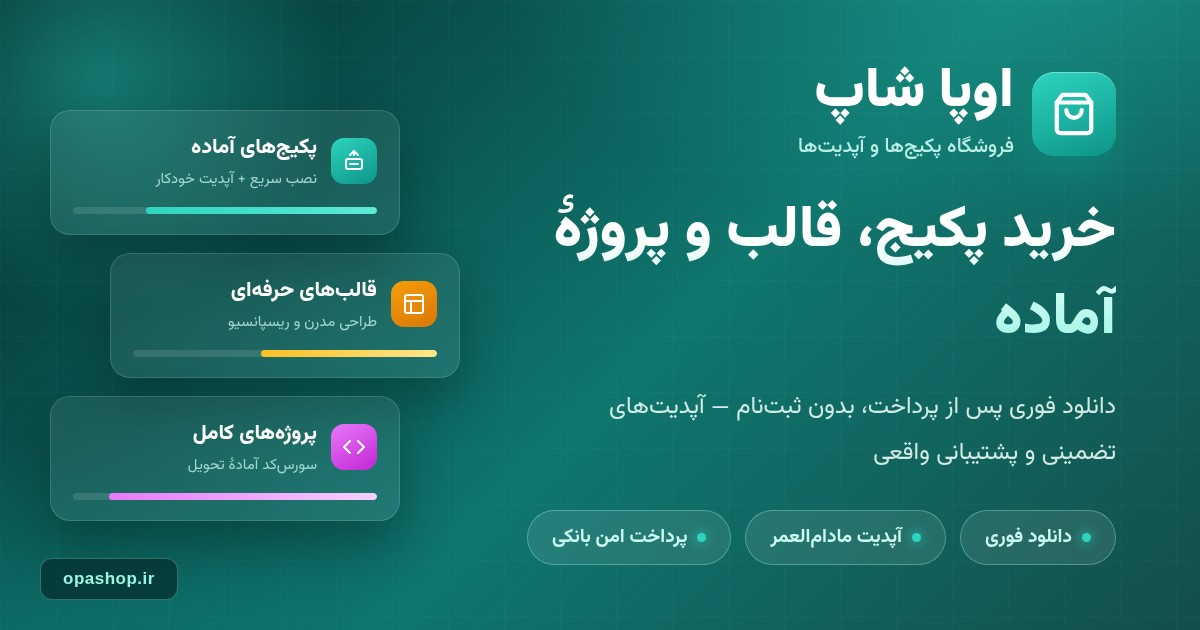 اوپا شاپ
فروشگاه پکیج‌ها و آپدیت‌ها
خرید پکیج، قالب و پروژهٔ
آماده
دانلود فوری پس از پرداخت، بدون ثبت‌نام — آپدیت‌های
تضمینی و پشتیبانی واقعی
دانلود فوری
آپدیت مادام‌العمر
پرداخت امن بانکی
پکیج‌های آماده
نصب سریع + آپدیت خودکار
قالب‌های حرفه‌ای
طراحی مدرن و ریسپانسیو
پروژه‌های کامل
سورس‌کد آمادهٔ تحویل
opashop.ir